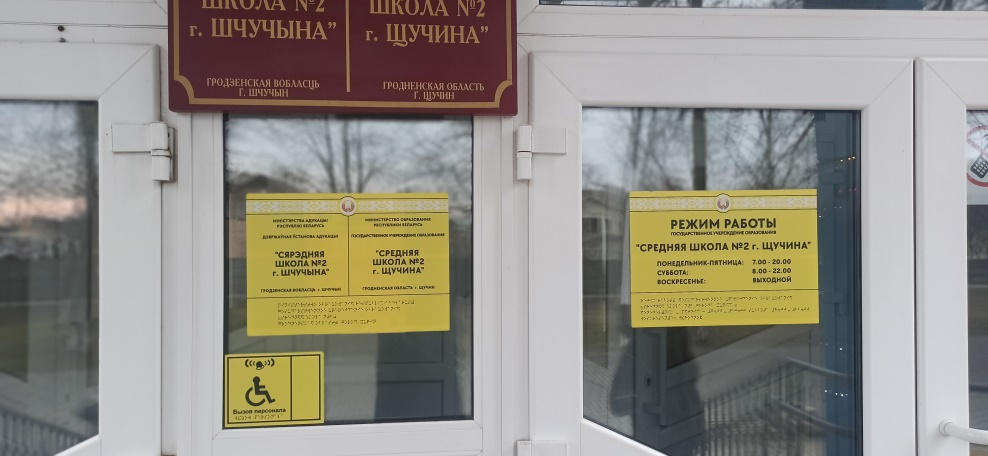 ШКОЛА №2
г. ШЧУЧЫНА”
ГРОДЗЕНСКАЯ ВОБЛАСЦЬ
Г. ШЧУЧЫН
ШКОЛА №2
г. ЩУЧИНА”
ГРОДНЕНСКАЯ ОБЛАСТЬ
Г. ЩУЧИН
МІНІСТЭРСТВА АДУКАЦЫІ
РЭСПУБЛІКІ БЕЛАРУСЬ
ДЗЯРЖАЎНАЯ ЎСТАНОВА АДУКАЦЫІ
"СЯРЭДНЯЯ
ШКОЛА №2
г. ШЧУЧЫНА"
ГРОДЗЕНСКАЯ ВОБЛАСЦЬ г. ШЧУЧЫН
МИНИСТЕРСТВО ОБРАЗОВАНИЯ
РЕСПУБЛИКИ БЕЛАРУСЬ
ГОСУДАРСТВЕННОЕ УЧРЕЖДЕНИЕ ОБРАЗОВАНИЯ
"СРЕДНЯЯ
ШКОЛА №2
г. ЩУЧИНА"
ГРОДНЕНСКАЯ ОБЛАСТЬ г. ЩУЧИН
Вызов персонала
РЕЖИМ РАБОТЫ
ГОСУДАРСТВЕННОЕ УЧРЕЖДЕНИЕ ОБРАЗОВАНИЯ
"СРЕДНЯЯ ШКОЛА №2 г. ЩУЧИНА"
ПОНЕДЕЛЬНИК-ПЯТНИЦА: 7.00 - 20.00
СУББОТА: 8.00 - 22.00
ВОСКРЕСЕНЬЕ: ВЫХОДНОЙ